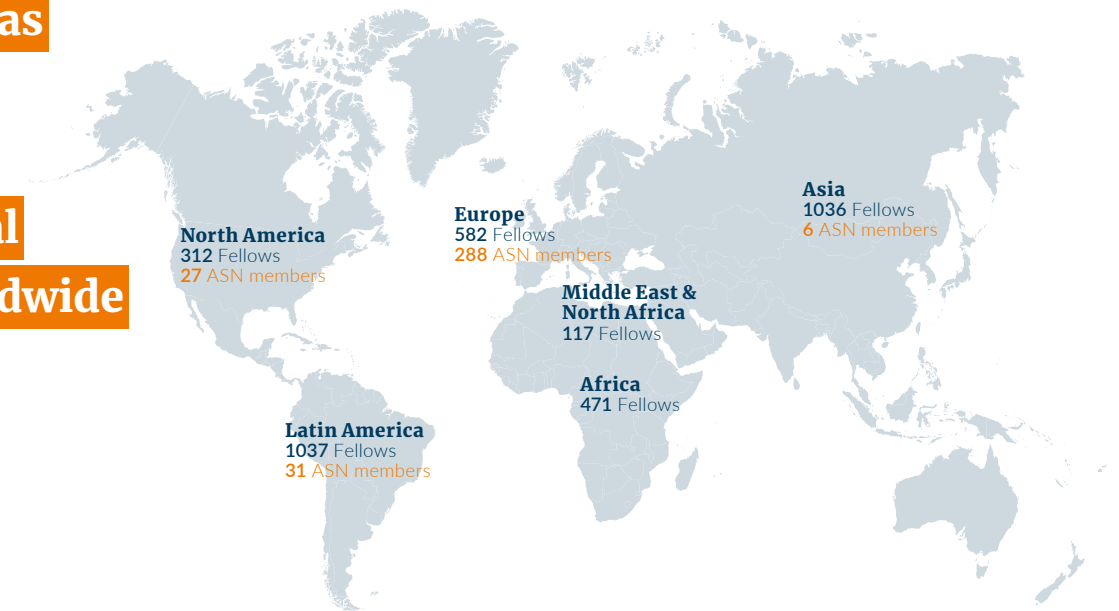 as
al
dwide
North America
312 Fellows
27 ASN members
Europe
582 Fellows
288 ASN members
Asia
1036 Fellows
6 ASN members
Middle East &
North Africa
117 Fellows
Africa
471 Fellows
Latin America
1037 Fellows
31 ASN members